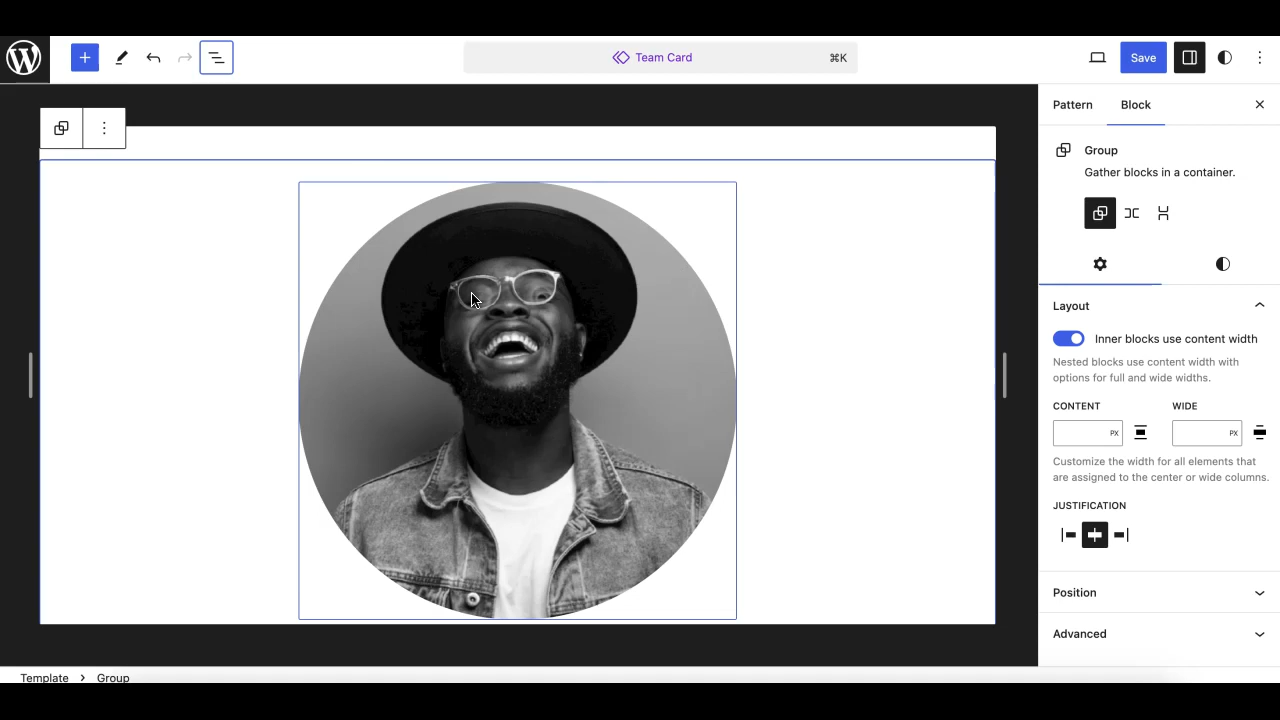 Team Card
⌘K
Save
Pattern
Block
Group
Gather blocks in a container.
Layout
Inner blocks use content width
Nested blocks use content width with
options for full and wide widths.
CONTENT
WIDE
PX
PX
Customize the width for all elements that
are assigned to the center or wide columns.
JUSTIFICATION
Position
Advanced
Template > Group